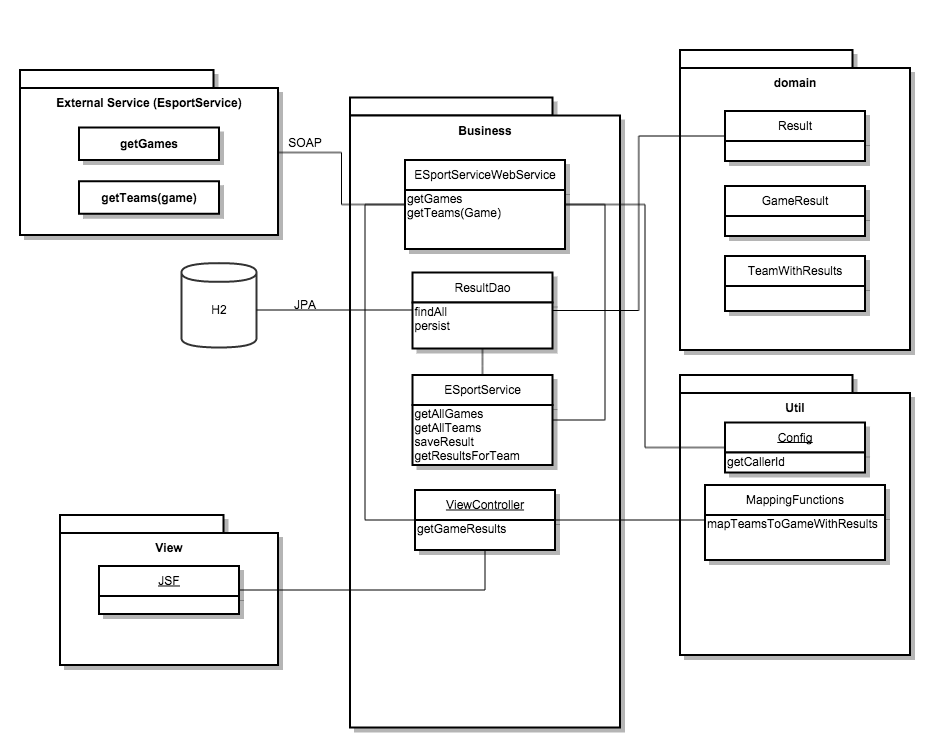 External Service (EsportService)
getGames
getTeams(game)
SOAP
H2
JPA
View
JSF
Business
ESportServiceWebService
getGames
getTeams(Game)
ResultDao
findAll
persist
ESportService
getAllGames
getAllTeams
saveResult
getResultsForTeam
ViewController
getGameResults
domain
Result
GameResult
TeamWithResults
Util
Config
getCallerId
MappingFunctions
mapTeamsToGameWithResults